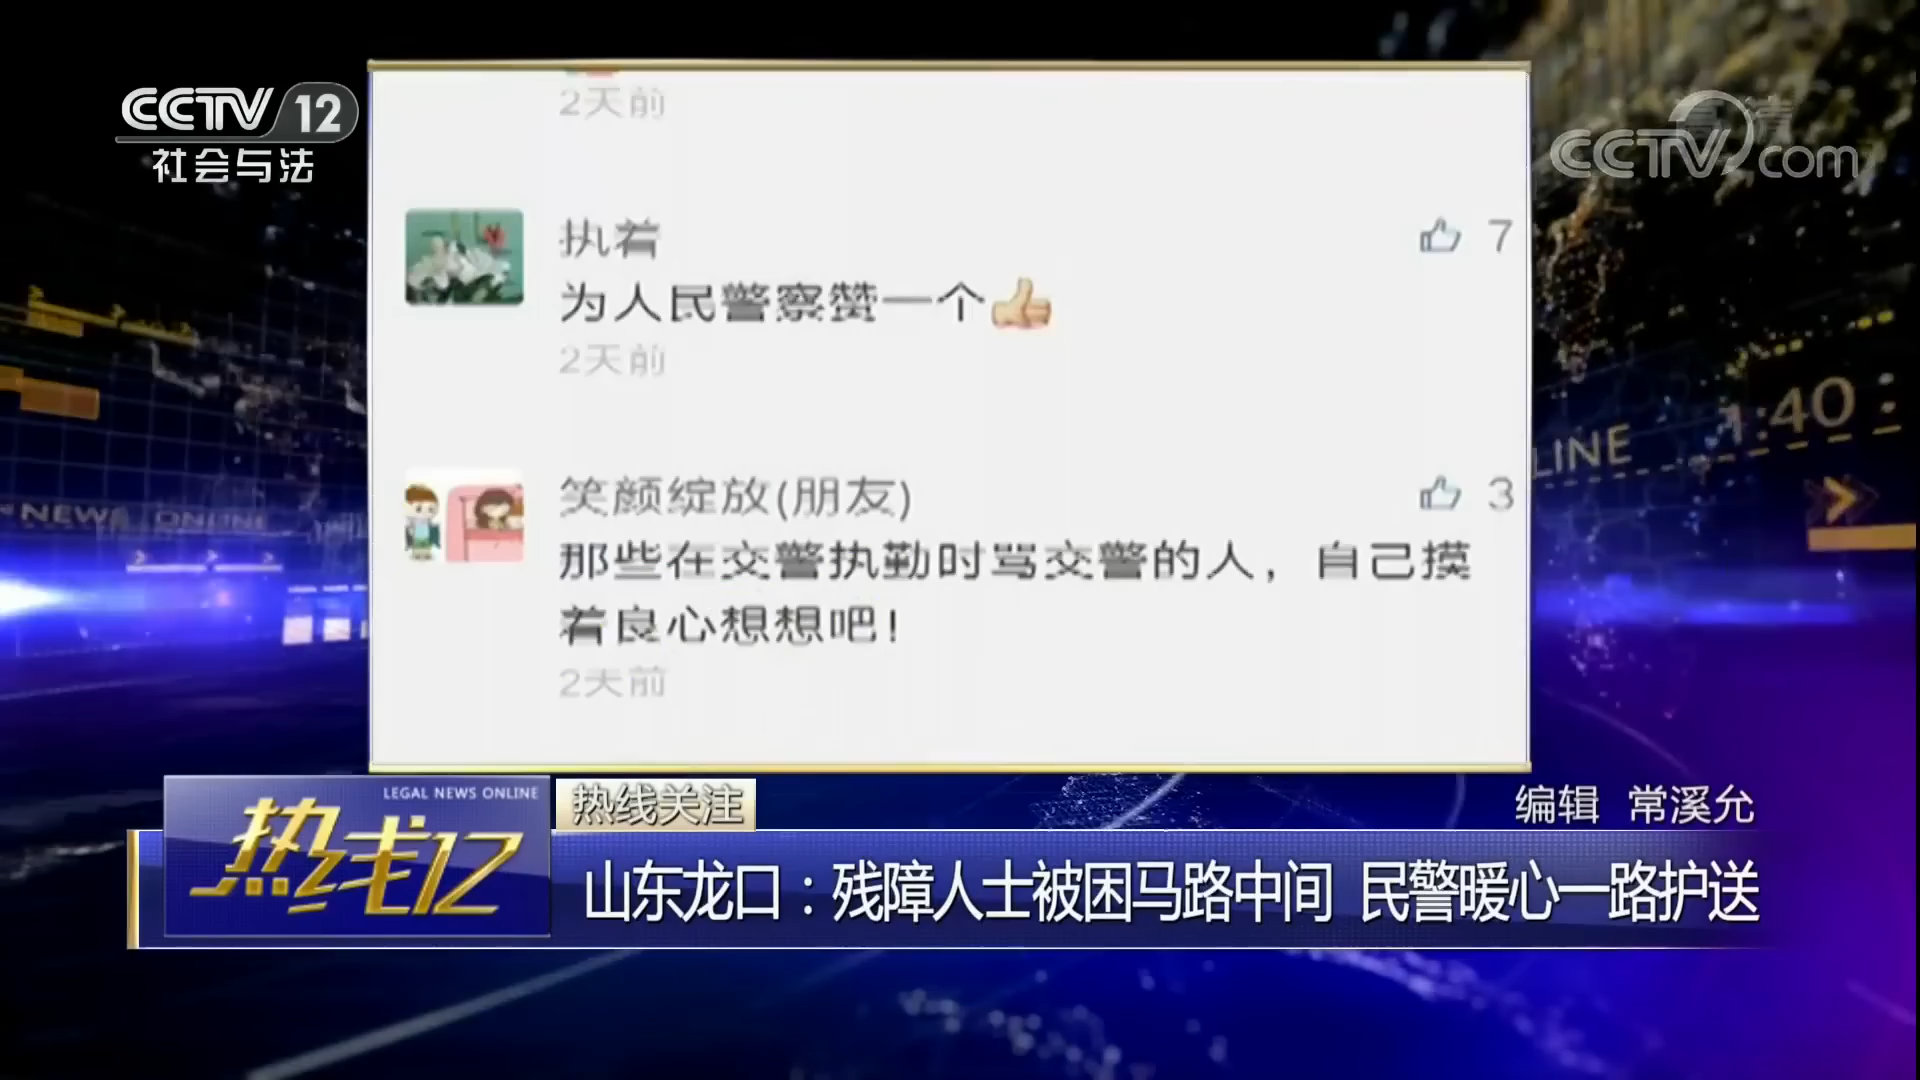 CCTV 12
社会与法
高清
CCTV.com
2天前
执着
7
为人民警察赞一个👍
2天前
笑颜绽放(朋友)
3
那些在交警执勤时骂交警的人，自己摸
着良心想想吧！
2天前
LINE
1:40
NEWS ONLINE
LEGAL NEWS ONLINE
热线12
热线关注
编辑 常溪允
山东龙口：残障人士被困马路中间 民警暖心一路护送